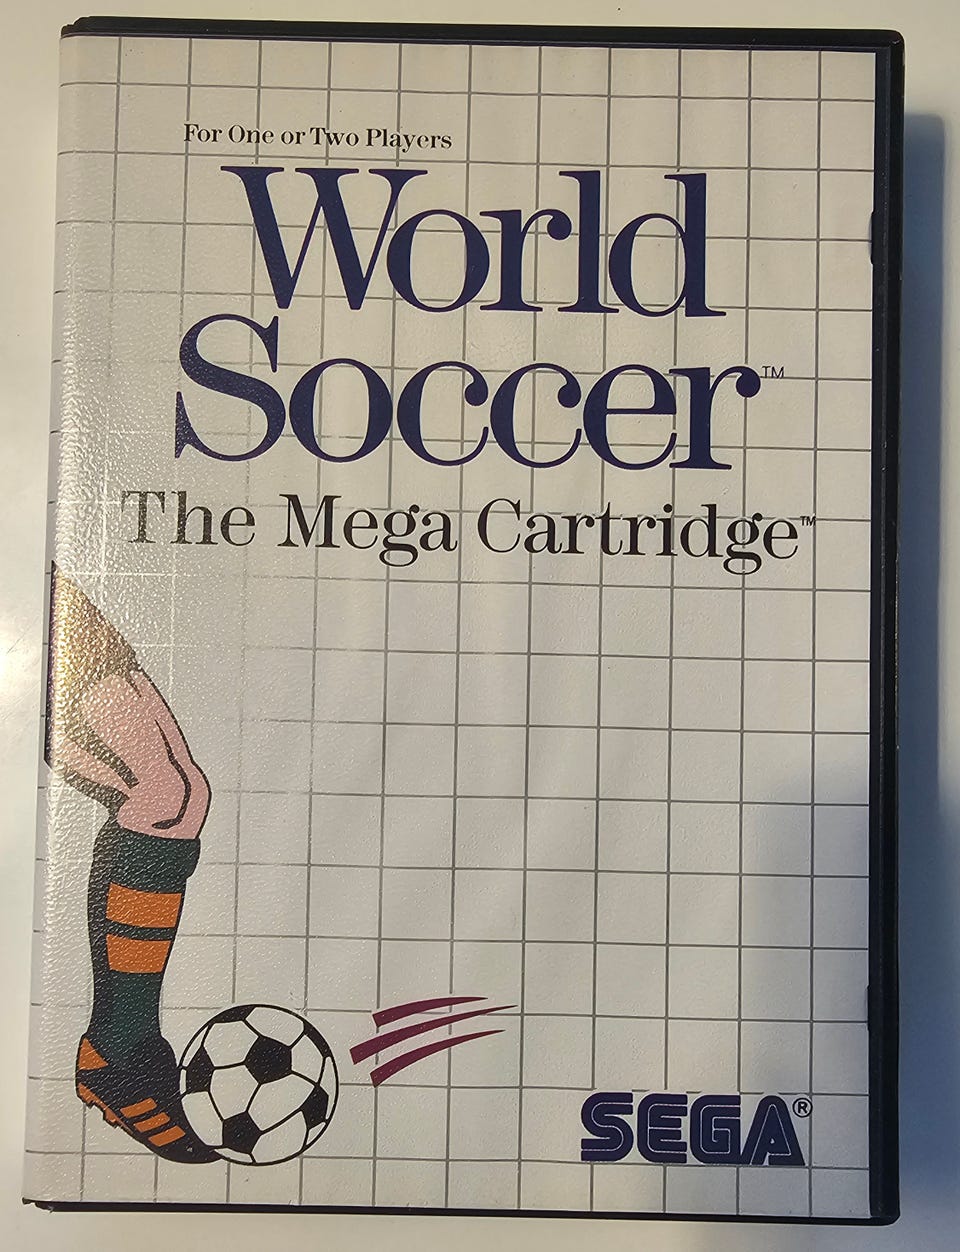 For One or Two Players
World
Soccer™
The Mega Cartridge™
SEGA®